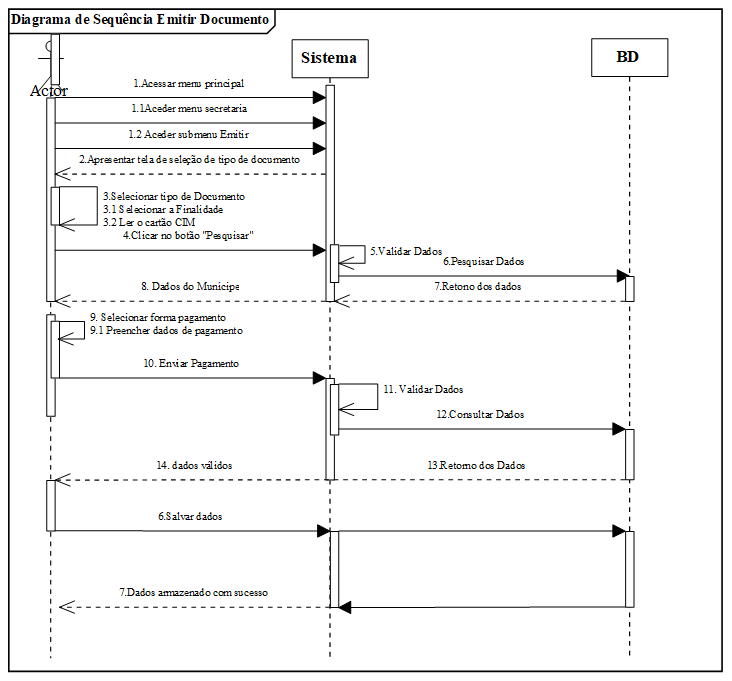 Diagrama de Sequência Emitir Documento
Sistema
BD
Actor
1.Acessar menu principal
1.1Aceder menu secretaria
1.2 Aceder submenu Emitir
2.Apresentar tela de seleção de tipo de documento
3.Selecionar tipo de Documento
3.1 Selecionar a Finalidade
3.2 Ler o cartão CIM
4.Clicar no botão "Pesquisar"
5.Validar Dados
6.Pesquisar Dados
7.Retono dos dados
8. Dados do Municipe
9. Selecionar forma pagamento
9.1 Preencher dados de pagamento
10. Enviar Pagamento
11. Validar Dados
12.Consultar Dados
13.Retorno dos Dados
14. dados válidos
6.Salvar dados
7.Dados armazenado com sucesso